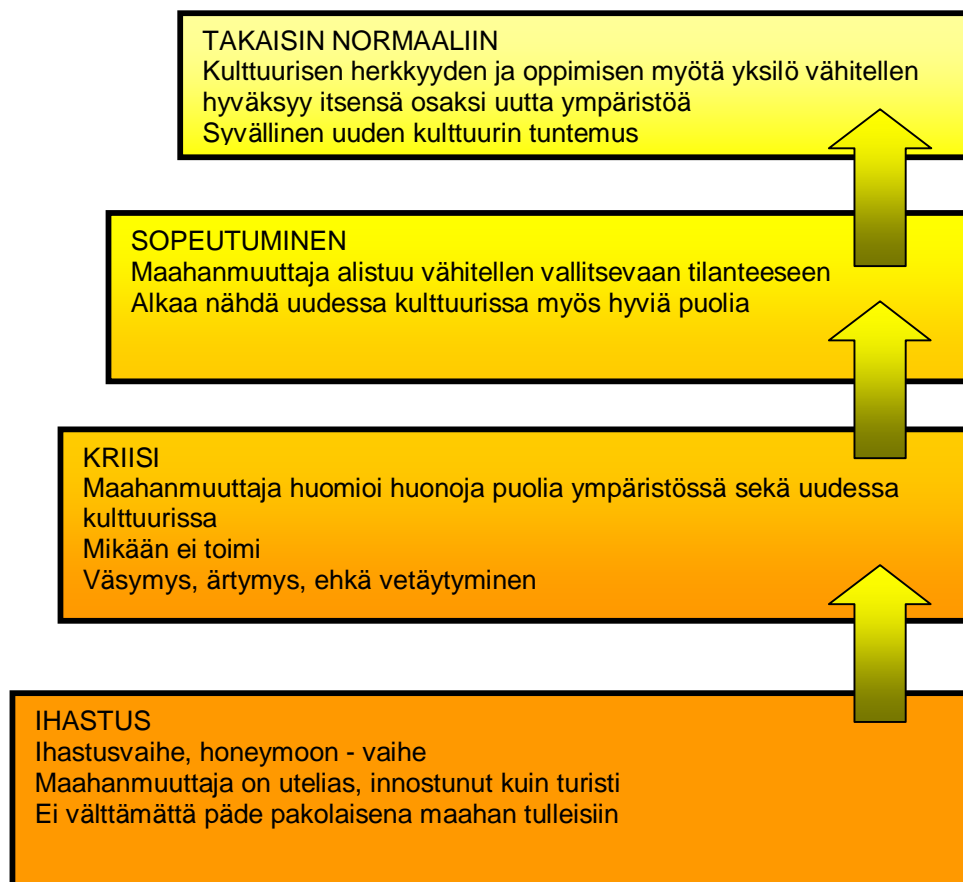 TAKAISIN NORMAALIIN
Kulttuurisen herkkyyden ja oppimisen myötä yksilö vähitellen
hyväksyy itsensä osaksi uutta ympäristöä
Syvällinen uuden kulttuurin tuntemus
SOPEUTUMINEN
Maahanmuuttaja alistuu vähitellen vallitsevaan tilanteeseen
Alkaa nähdä uudessa kulttuurissa myös hyviä puolia
KRIISI
Maahanmuuttaja huomioi huonoja puolia ympäristössä sekä uudessa
kulttuurissa
Mikään ei toimi
Väsymys, ärtymys, ehkä vetäytyminen
IHASTUS
Ihastusvaihe, honeymoon - vaihe
Maahanmuuttaja on utelias, innostunut kuin turisti
Ei välttämättä päde pakolaisena maahan tulleisiin